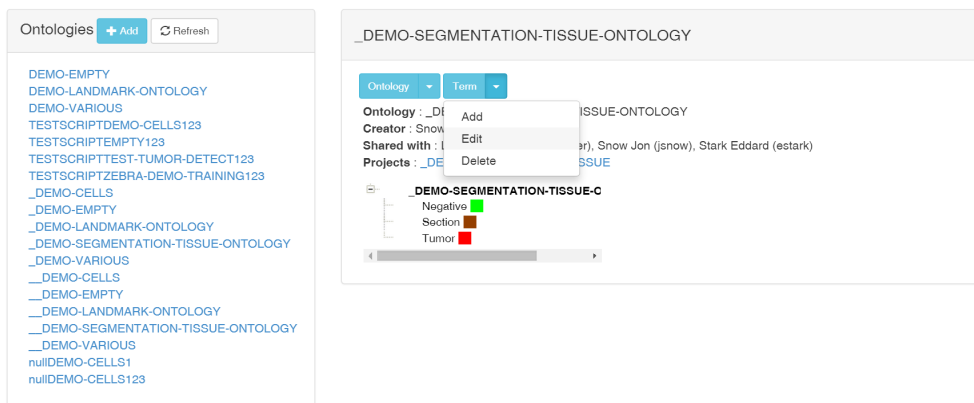 Ontologies + Add Refresh
DEMO-EMPTY
DEMO-LANDMARK-ONTOLOGY
DEMO-VARIOUS
TESTSCRIPTDEMO-CELLS123
TESTSCRIPTEMPTY123
TESTSCRIPTTEST-TUMOR-DETECT123
TESTSCRIPTZEBRA-DEMO-TRAINING123
_DEMO-CELLS
_DEMO-EMPTY
_DEMO-LANDMARK-ONTOLOGY
_DEMO-SEGMENTATION-TISSUE-ONTOLOGY
_DEMO-VARIOUS
__DEMO-CELLS
__DEMO-EMPTY
__DEMO-LANDMARK-ONTOLOGY
__DEMO-SEGMENTATION-TISSUE-ONTOLOGY
__DEMO-VARIOUS
nullDEMO-CELLS1
nullDEMO-CELLS123
_DEMO-SEGMENTATION-TISSUE-ONTOLOGY
Ontology Term
Add
Edit
Delete
Ontology : _DE ISSUE-ONTOLOGY
Creator : Snow
Shared with : er), Snow Jon (jsnow), Stark Eddard (estark)
Projects : _DE SSUE
_DEMO-SEGMENTATION-TISSUE-O
Negative
Section
Tumor